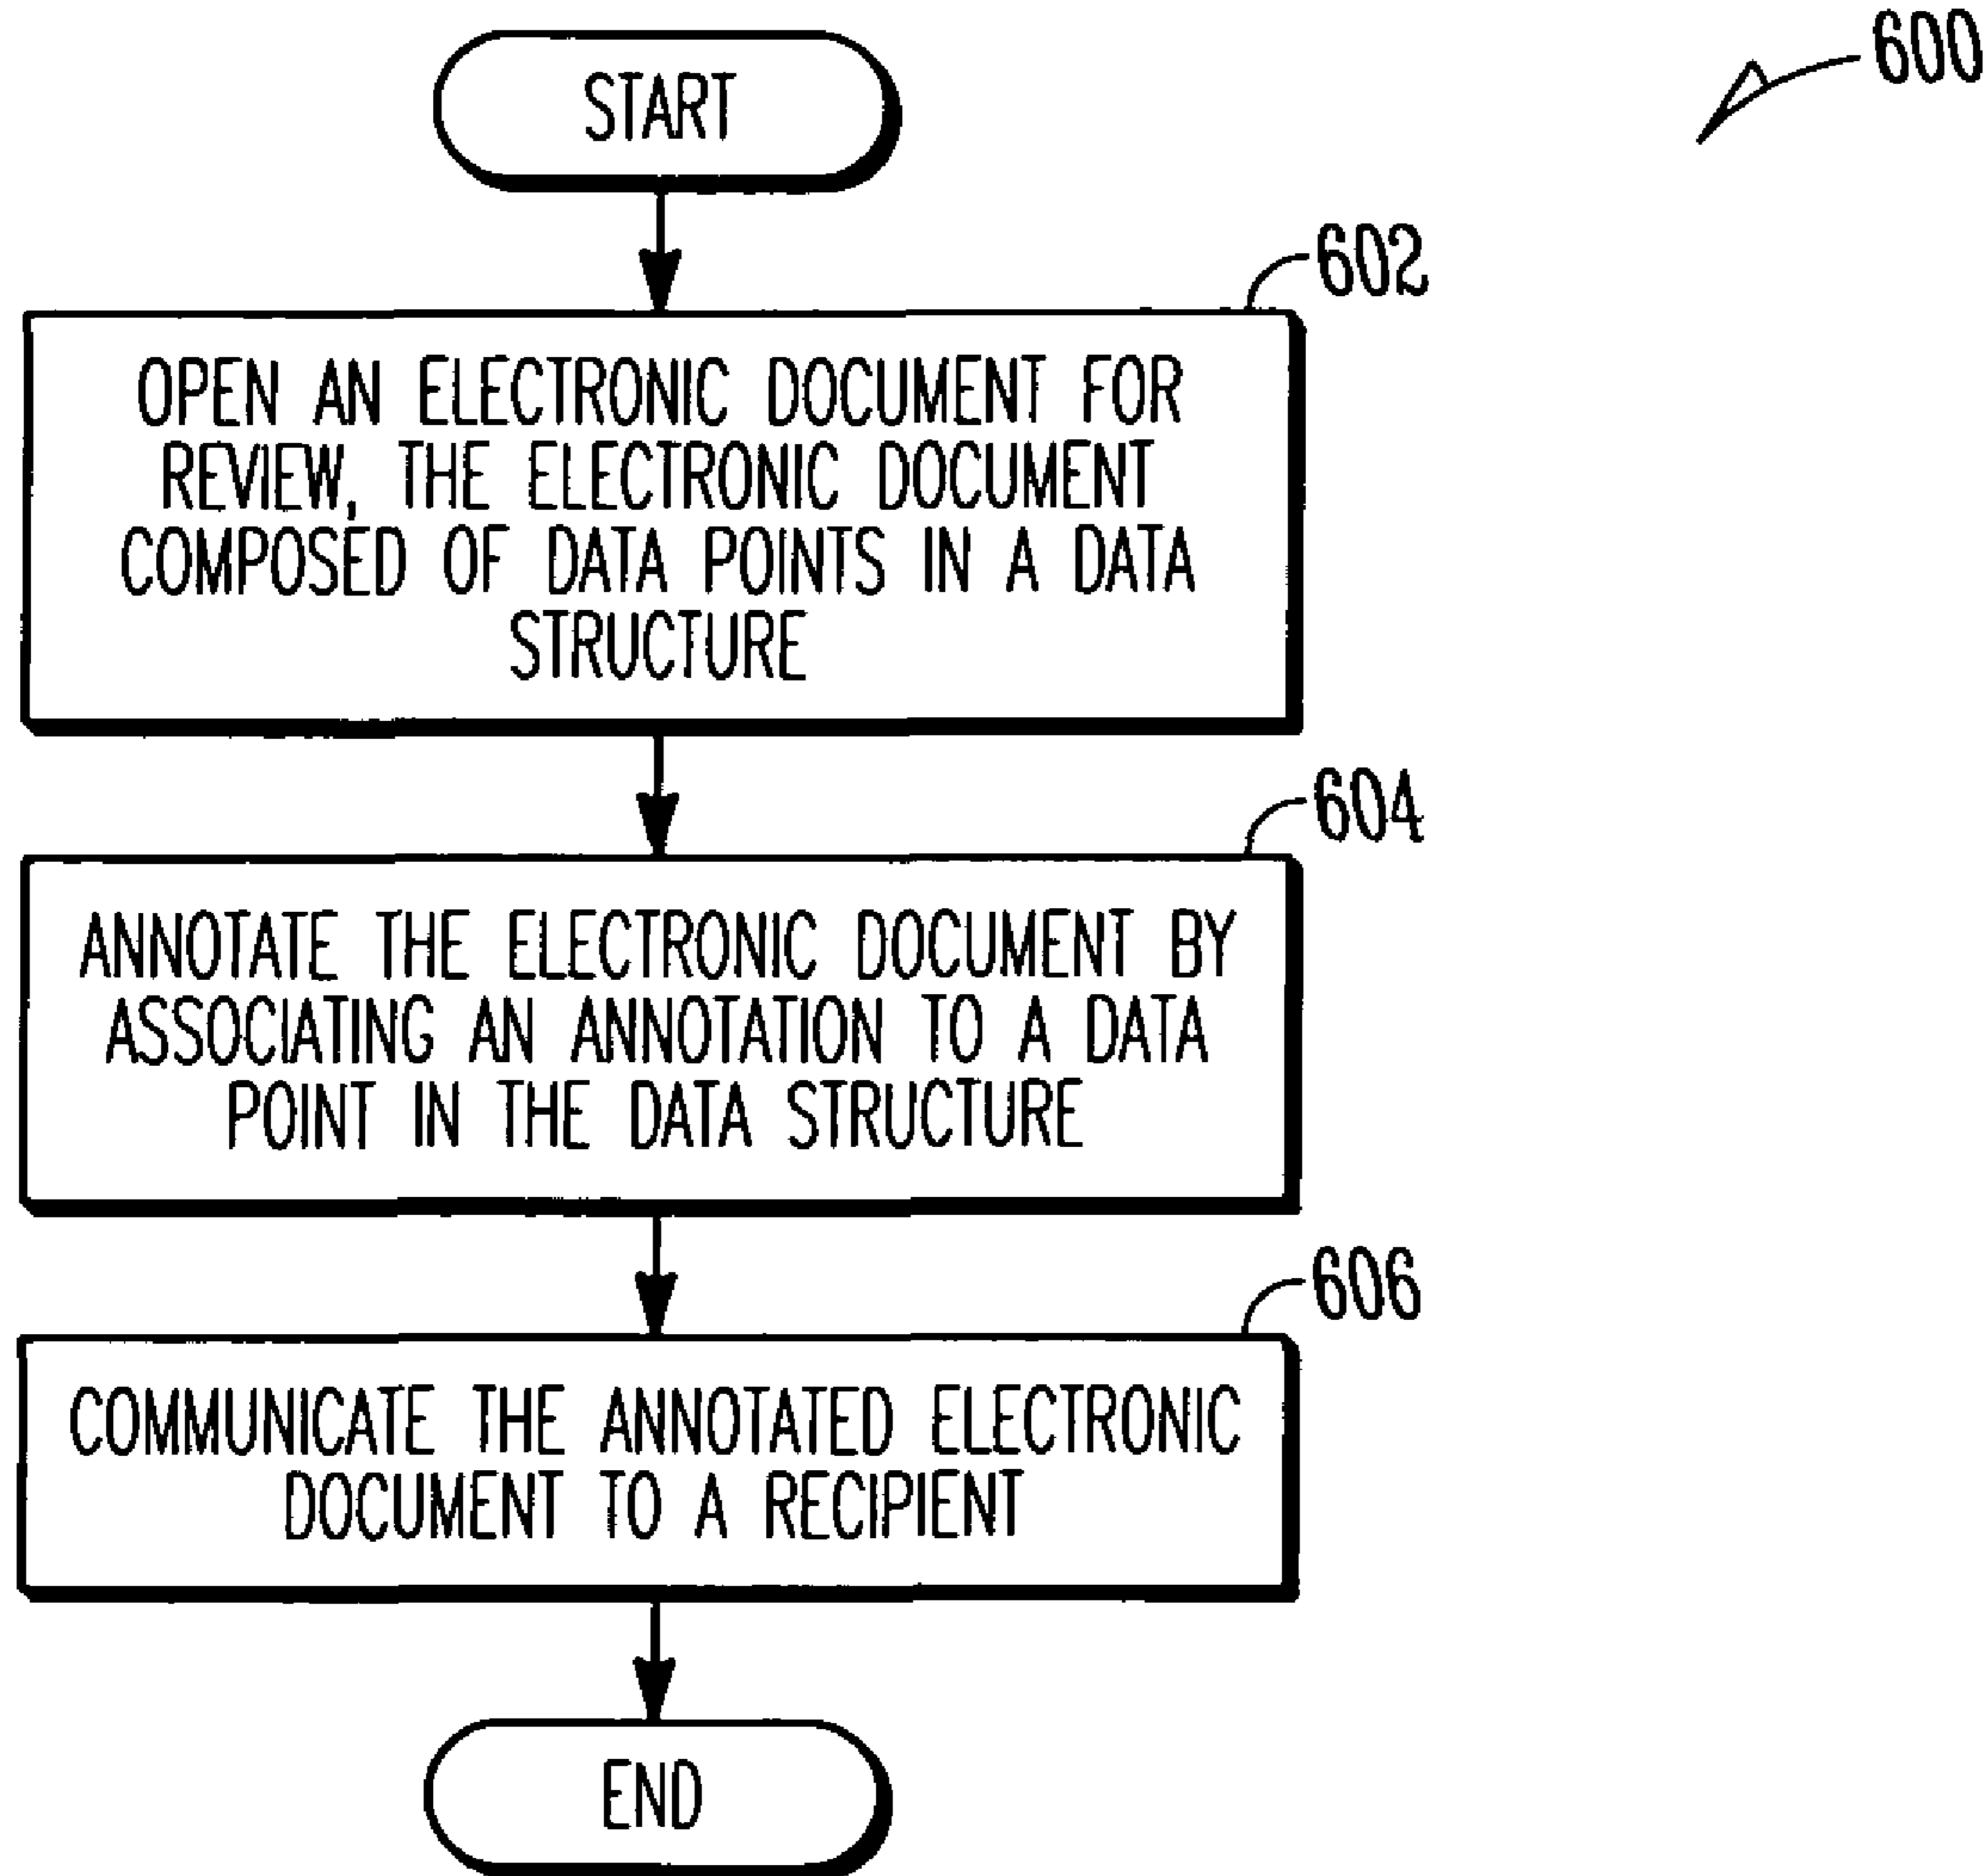 600
START
602
OPEN AN ELECTRONIC DOCUMENT FOR
REVIEW, THE ELECTRONIC DOCUMENT
COMPOSED OF DATA POINTS IN A DATA
STRUCTURE
604
ANNOTATE THE ELECTRONIC DOCUMENT BY
ASSOCIATING AN ANNOTATION TO A DATA
POINT IN THE DATA STRUCTURE
606
COMMUNICATE THE ANNOTATED ELECTRONIC
DOCUMENT TO A RECIPIENT
END